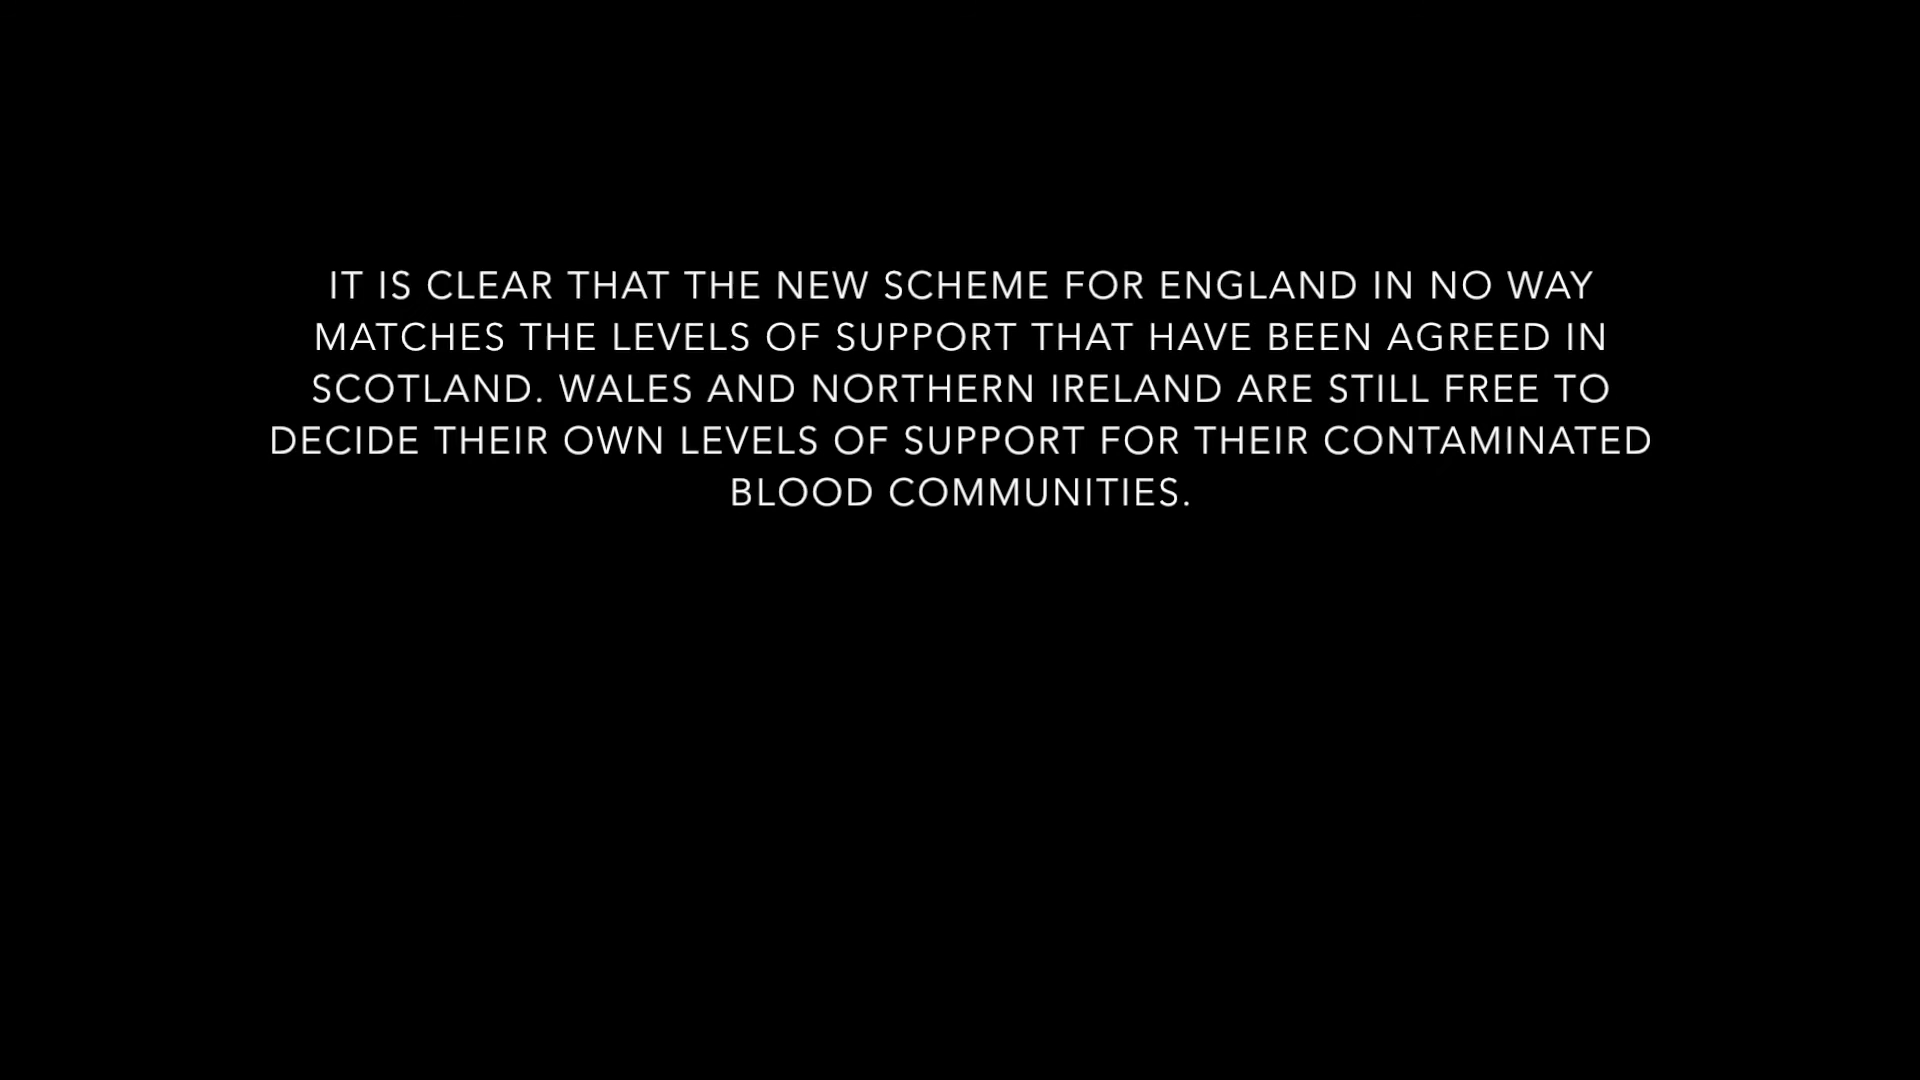 IT IS CLEAR THAT THE NEW SCHEME FOR ENGLAND IN NO WAY
MATCHES THE LEVELS OF SUPPORT THAT HAVE BEEN AGREED IN
SCOTLAND. WALES AND NORTHERN IRELAND ARE STILL FREE TO
DECIDE THEIR OWN LEVELS OF SUPPORT FOR THEIR CONTAMINATED
BLOOD COMMUNITIES.